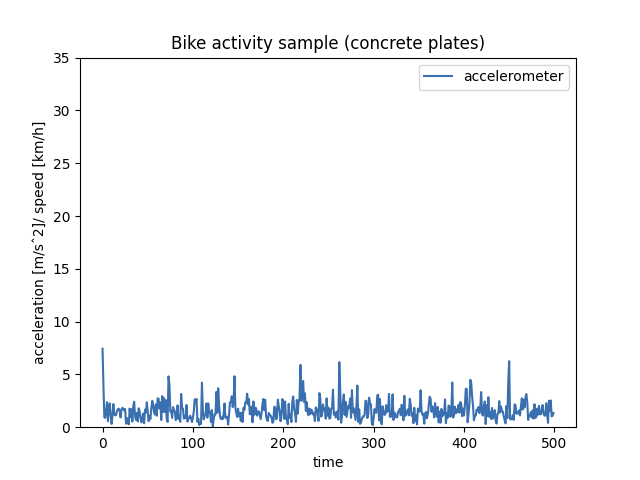 Bike activity sample (concrete plates)
accelerometer
acceleration [m/sˆ2]/ speed [km/h]
35
30
25
20
15
10
5
0
0 100 200 300 400 500
time